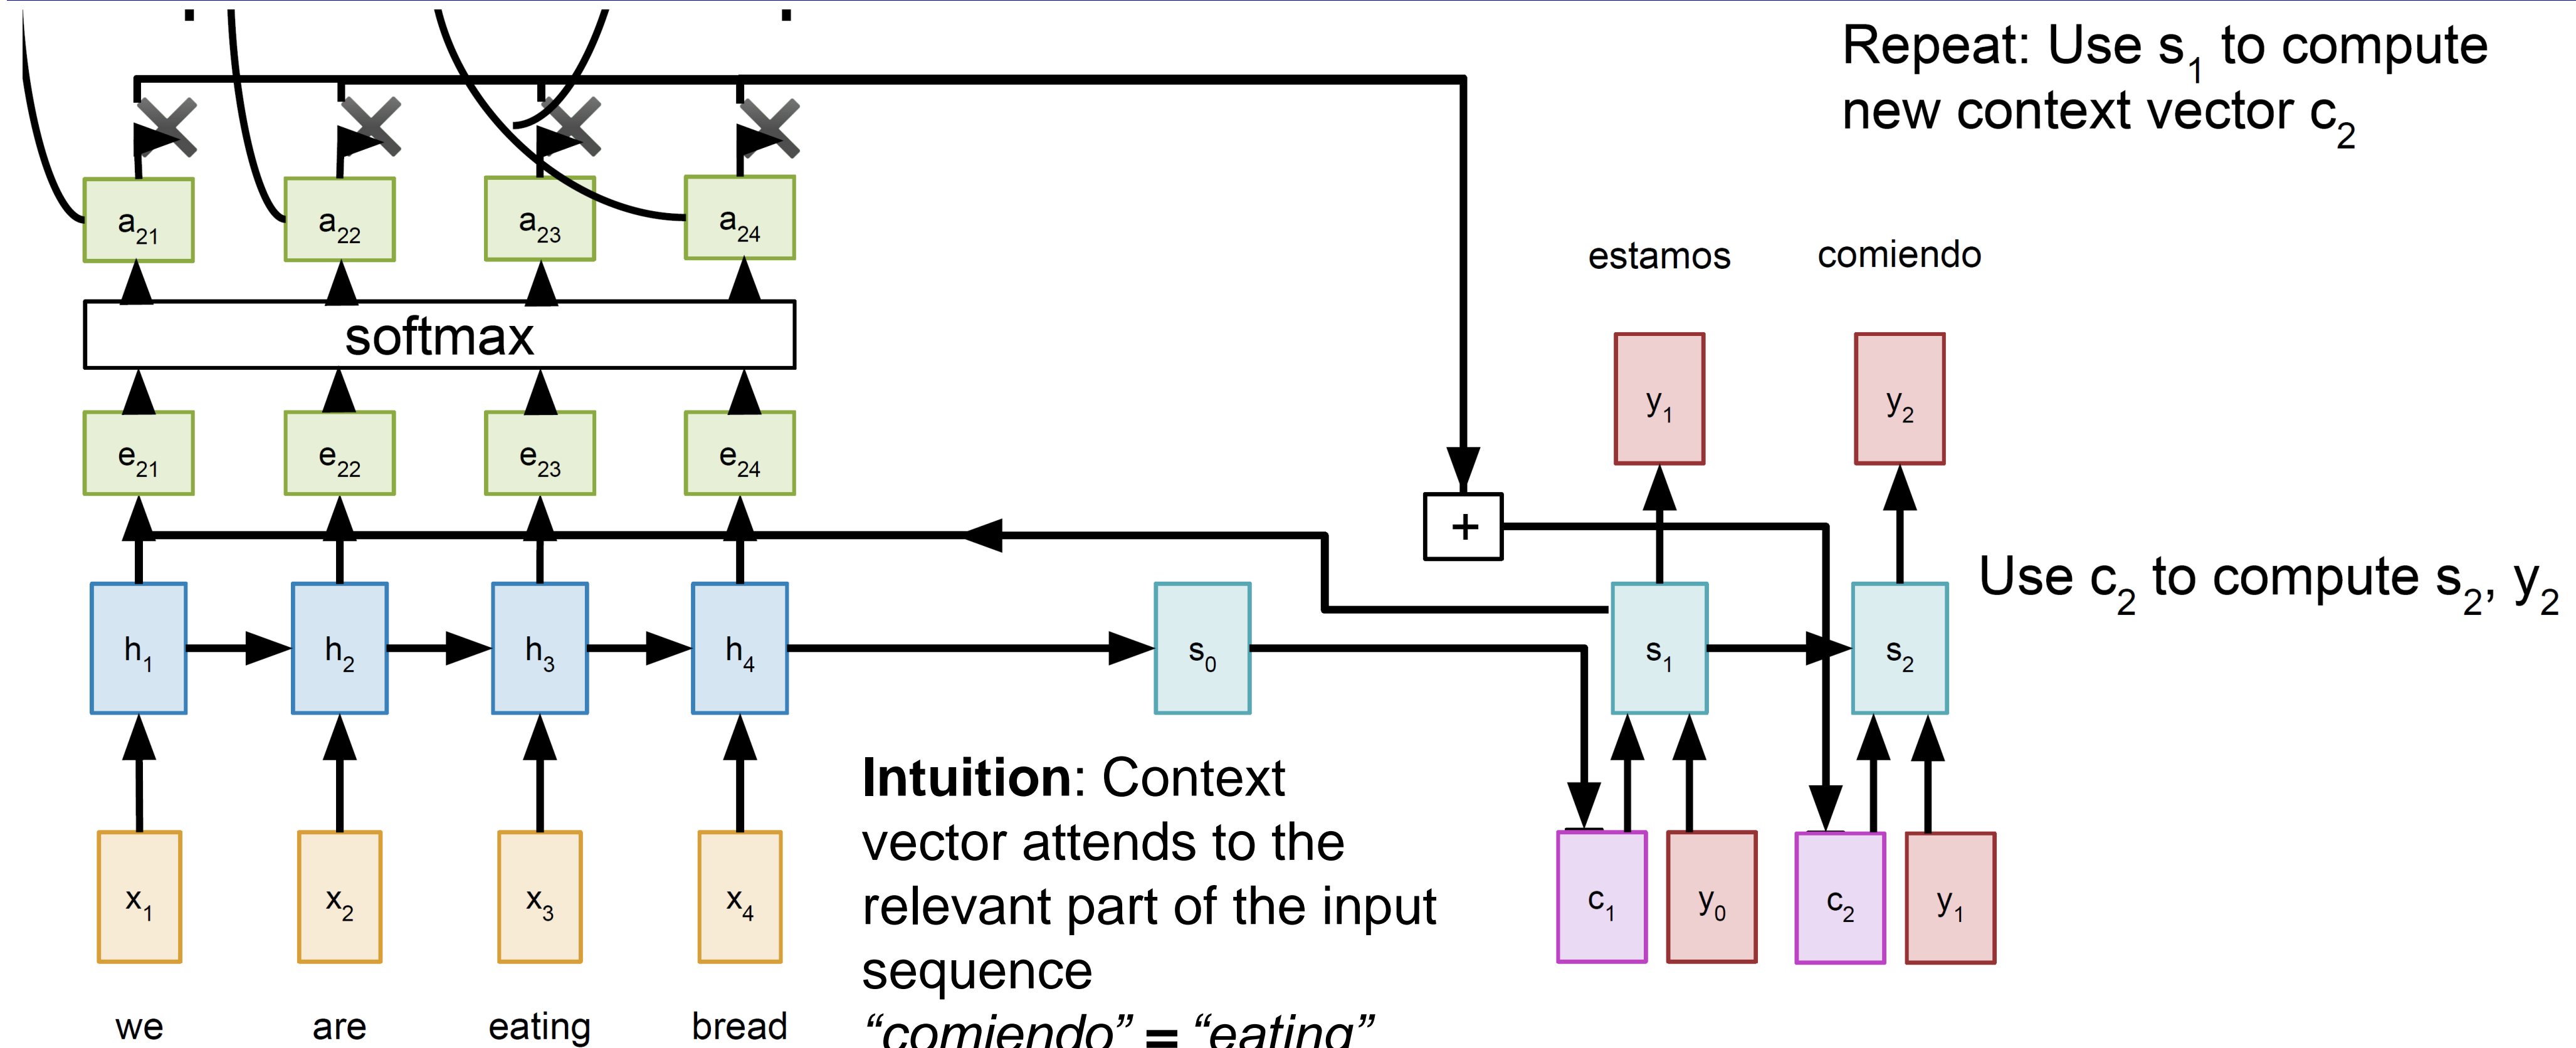 Repeat: Use s₁ to compute
new context vector c₂
a₂₁ a₂₂ a₂₃ a₂₄
estamos comiendo
softmax
y₁ y₂
e₂₁ e₂₂ e₂₃ e₂₄
+
Use c₂ to compute s₂, y₂
h₁ h₂ h₃ h₄ s₀ s₁ s₂
Intuition: Context
vector attends to the
relevant part of the input
sequence
“comiendo” = “eating”
x₁ x₂ x₃ x₄ c₁ y₀ c₂ y₁
we are eating bread